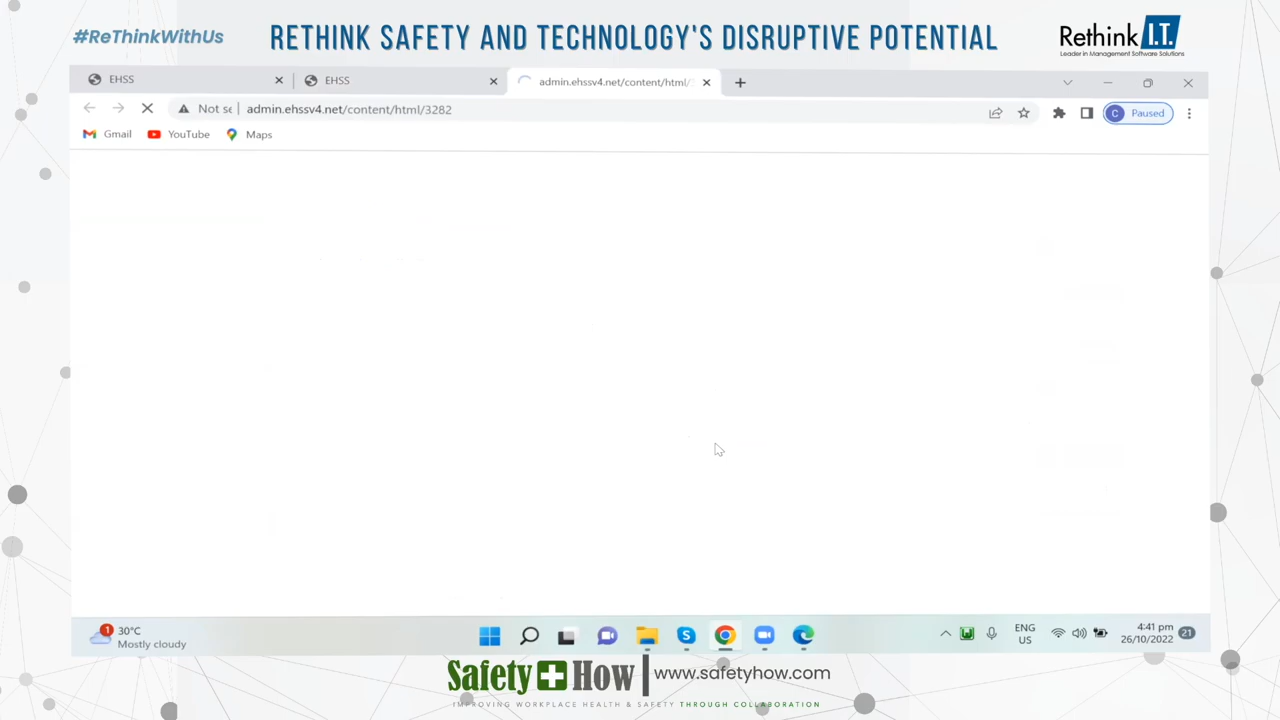 #ReThinkWithUs
RETHINK SAFETY AND TECHNOLOGY'S DISRUPTIVE POTENTIAL
Rethink I.T.
Leader in Management Software Solutions
EHSS
EHSS
admin.ehssv4.net/content/html/
Not se
admin.ehssv4.net/content/html/3282
C Paused
Gmail
YouTube
Maps
1
30°C
Mostly cloudy
S
ENG
US
4:41 pm
26/10/2022
21
Safety How
www.safetyhow.com
IMPROVING WORKPLACE HEALTH & SAFETY THROUGH COLLABORATION